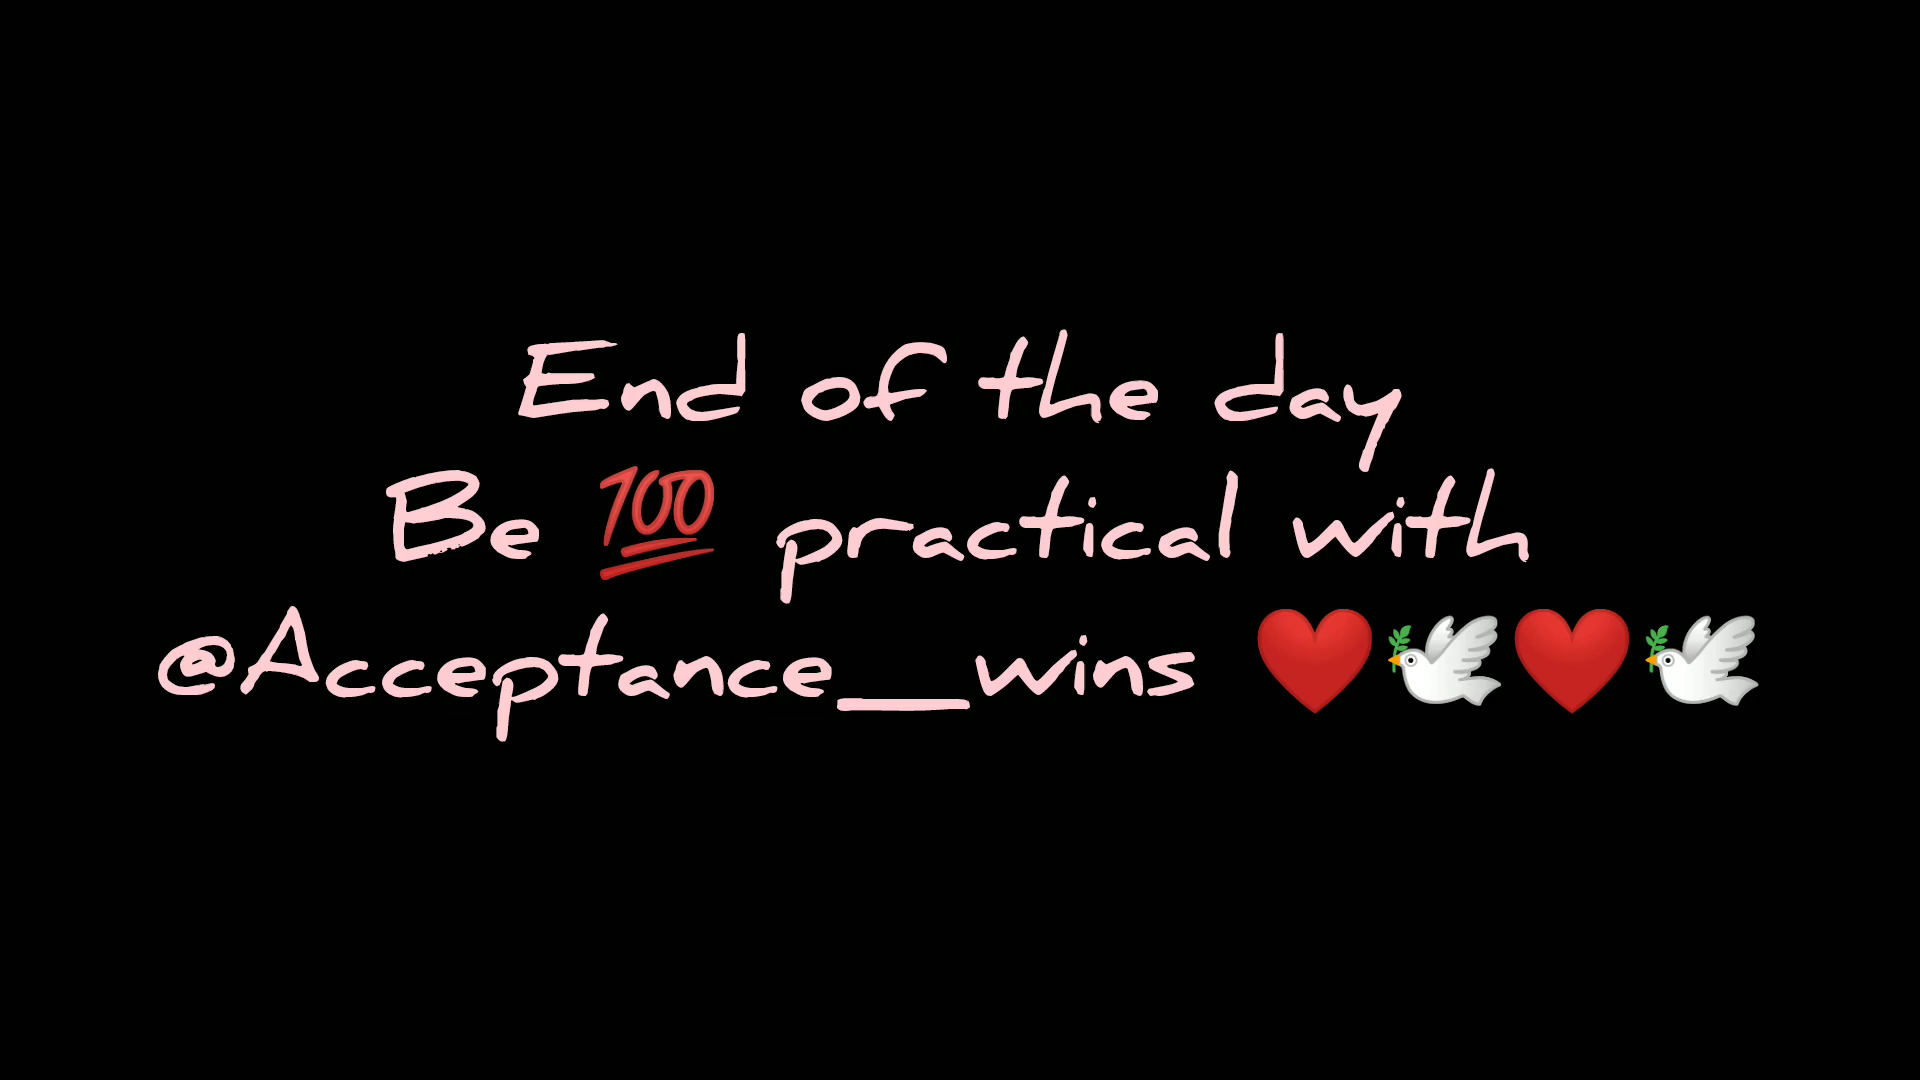 End of the day
Be 💯 practical with
@Acceptance__wins ❤️🕊️❤️🕊️